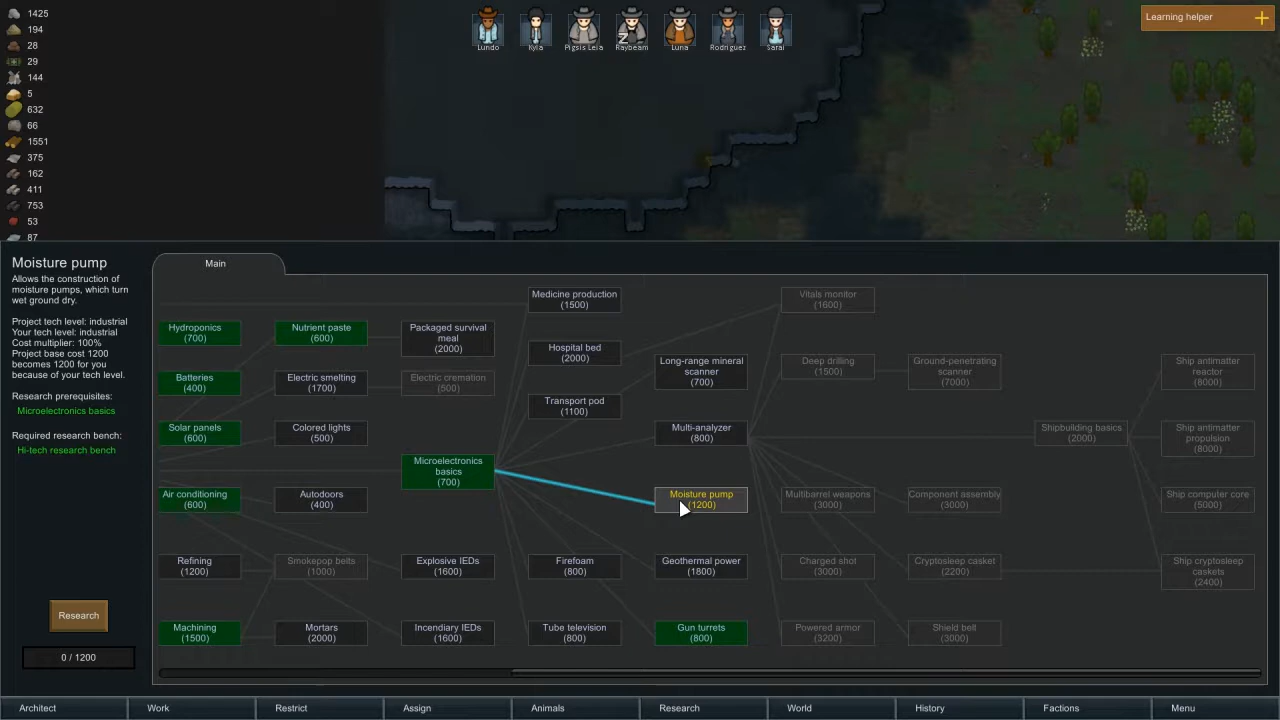 1425
194
28
29
144
5
632
66
1551
375
162
411
753
53
87
Lundo
Kyla
Pigsis Lela
Z
Raybeam
Luna
Rodriguez
Sarai
Learning helper
Moisture pump
Allows the construction of
moisture pumps, which turn
wet ground dry.
Project tech level: industrial
Your tech level: industrial
Cost multiplier: 100%
Project base cost 1200
becomes 1200 for you
because of your tech level.
Research prerequisites:
Microelectronics basics
Required research bench:
Hi-tech research bench
Research
0 / 1200
Main
Hydroponics
(700)
Batteries
(400)
Solar panels
(600)
Air conditioning
(600)
Refining
(1200)
Machining
(1500)
Nutrient paste
(600)
Electric smelting
(1700)
Colored lights
(500)
Autodoors
(400)
Smokepop belts
(1000)
Mortars
(2000)
Packaged survival
meal
(2000)
Electric cremation
(500)
Microelectronics
basics
(700)
Explosive IEDs
(1600)
Incendiary IEDs
(1600)
Medicine production
(1500)
Hospital bed
(2000)
Transport pod
(1100)
Firefoam
(800)
Tube television
(800)
Long-range mineral
scanner
(700)
Multi-analyzer
(800)
Moisture pump
(1200)
Geothermal power
(1800)
Gun turrets
(800)
Vitals monitor
(1600)
Deep drilling
(1500)
Multibarrel weapons
(3000)
Charged shot
(3000)
Powered armor
(3200)
Ground-penetrating
scanner
(7000)
Component assembly
(3000)
Cryptosleep casket
(2200)
Shield belt
(3000)
Shipbuilding basics
(2000)
Ship antimatter
reactor
(8000)
Ship antimatter
propulsion
(8000)
Ship computer core
(5000)
Ship cryptosleep
caskets
(2400)
Architect
Work
Restrict
Assign
Animals
Research
World
History
Factions
Menu